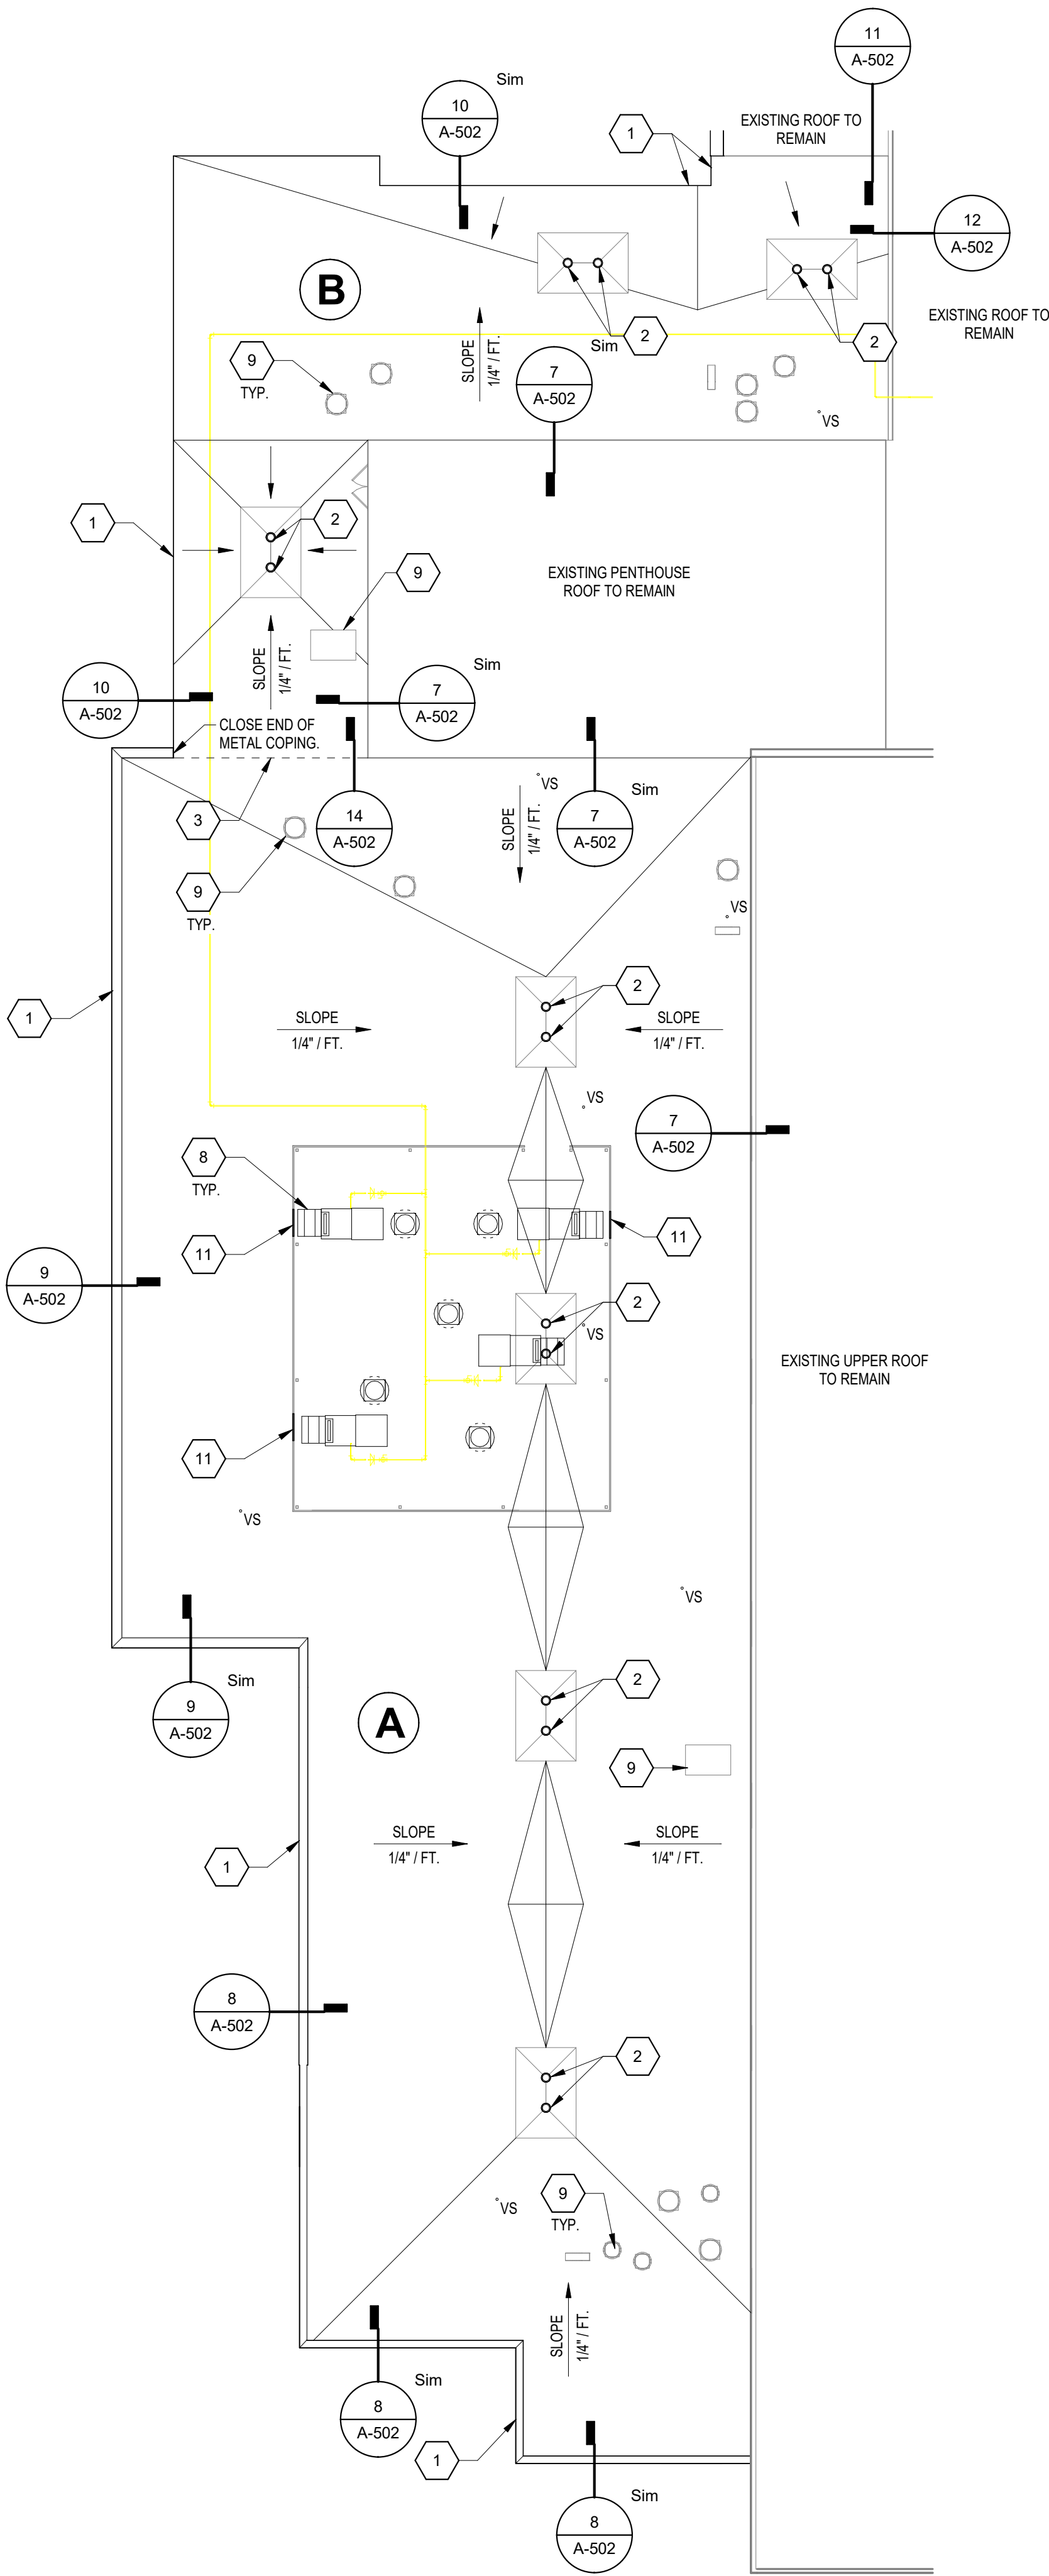 11
A-502
Sim
10
A-502
1
EXISTING ROOF TO
REMAIN
12
A-502
B
EXISTING ROOF TO
REMAIN
SLOPE
1/4" / FT.
Sim
2
2
9
TYP.
7
A-502
VS
1
2
9
EXISTING PENTHOUSE
ROOF TO REMAIN
SLOPE
1/4" / FT.
Sim
10
A-502
7
A-502
CLOSE END OF
METAL COPING.
3
14
A-502
VS
SLOPE
1/4" / FT.
Sim
7
A-502
9
TYP.
VS
1
2
SLOPE
1/4" / FT.
SLOPE
1/4" / FT.
VS
7
A-502
8
TYP.
11
11
9
A-502
2
VS
EXISTING UPPER ROOF
TO REMAIN
11
VS
VS
Sim
9
A-502
2
A
9
SLOPE
1/4" / FT.
SLOPE
1/4" / FT.
1
8
A-502
2
VS
9
TYP.
SLOPE
1/4" / FT.
Sim
8
A-502
1
Sim
8
A-502